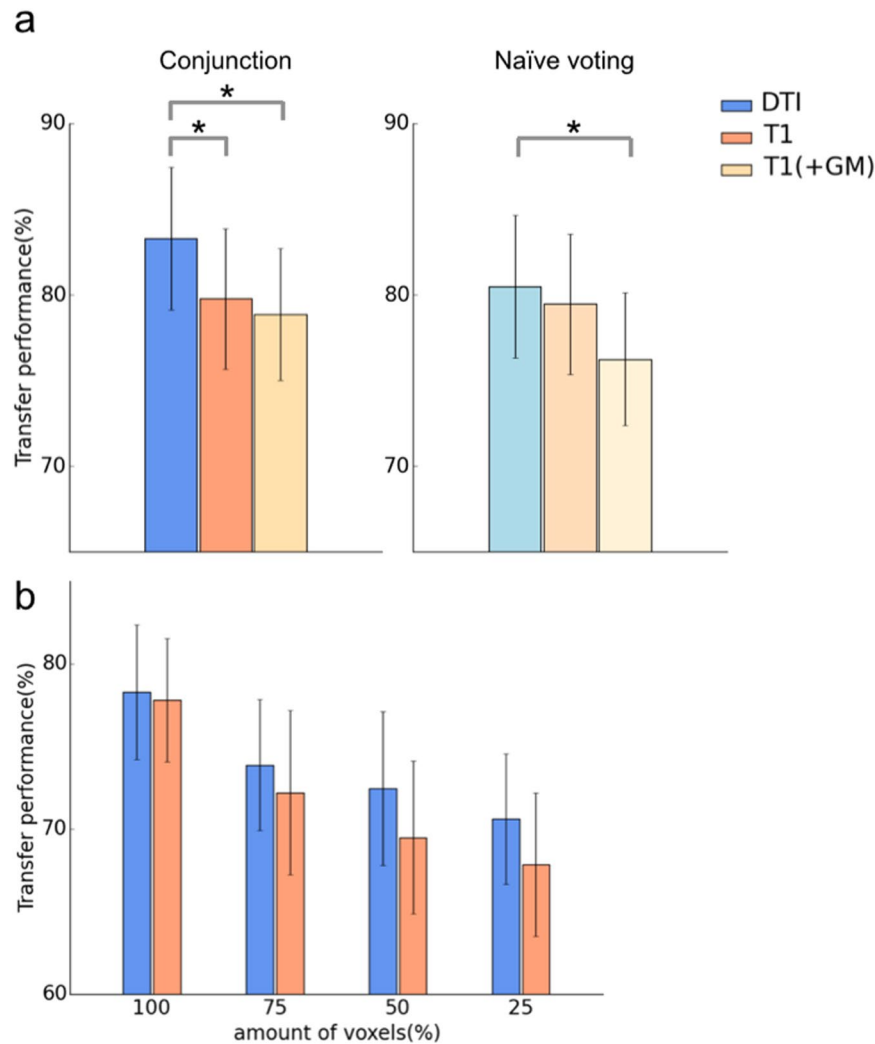 a
Conjunction
Naïve voting
*
*
*
DTI
T1
T1(+GM)
Transfer performance(%)
90
80
70
90
80
70
b
Transfer performance(%)
80
70
60
100 75 50 25
amount of voxels(%)